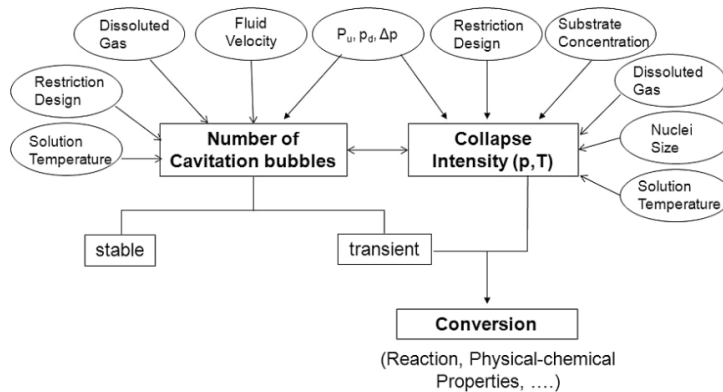 Dissoluted
Gas
Fluid
Velocity
Pu, pd, Δp
Restriction
Design
Substrate
Concentration
Restriction
Design
Dissoluted
Gas
Solution
Temperature
Number of
Cavitation bubbles
Collapse
Intensity (p,T)
Nuclei
Size
Solution
Temperature
stable
transient
Conversion
(Reaction, Physical-chemical
Properties, ....)